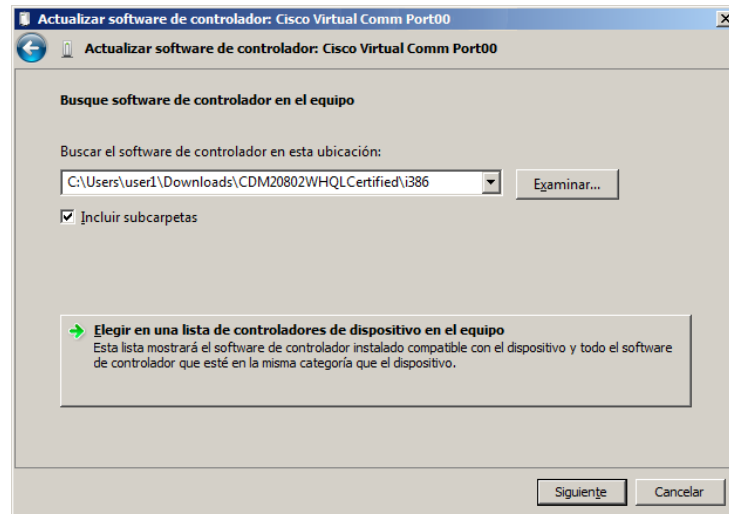 Actualizar software de controlador: Cisco Virtual Comm Port00
Actualizar software de controlador: Cisco Virtual Comm Port00
Busque software de controlador en el equipo
Buscar el software de controlador en esta ubicación:
C:\Users\user1\Downloads\CDM20802WHQLCertified\i386
Examinar...
Incluir subcarpetas
Elegir en una lista de controladores de dispositivo en el equipo
Esta lista mostrará el software de controlador instalado compatible con el dispositivo y todo el software
de controlador que esté en la misma categoría que el dispositivo.
Siguiente
Cancelar